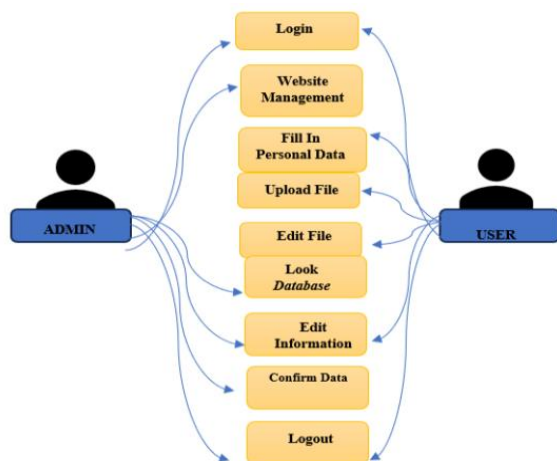 Login
Website
Management
Fill In
Personal Data
Upload File
ADMIN
USER
Edit File
Look
Database
Edit
Information
Confirm Data
Logout